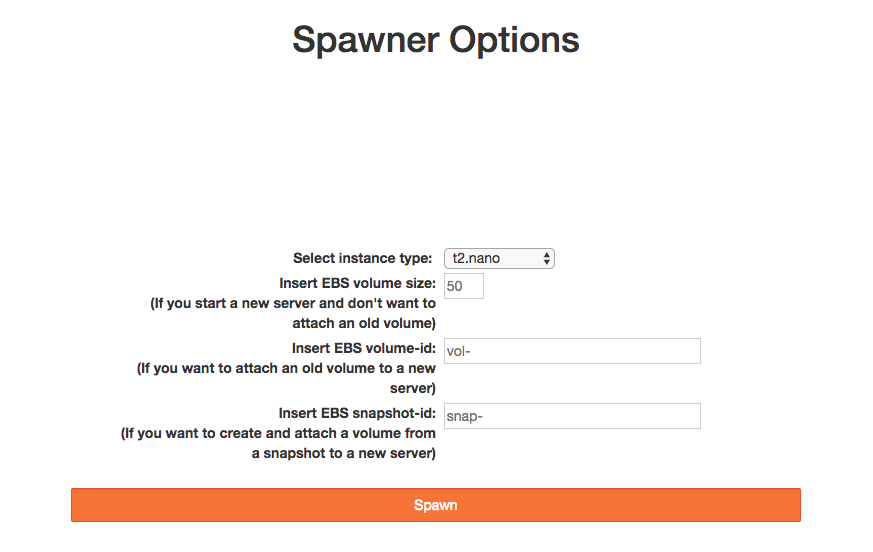 Spawner Options
Select instance type: t2.nano
Insert EBS volume size: 50
(If you start a new server and don't want to
attach an old volume)
Insert EBS volume-id: vol-
(If you want to attach an old volume to a new
server)
Insert EBS snapshot-id: snap-
(If you want to create and attach a volume from
a snapshot to a new server)
Spawn